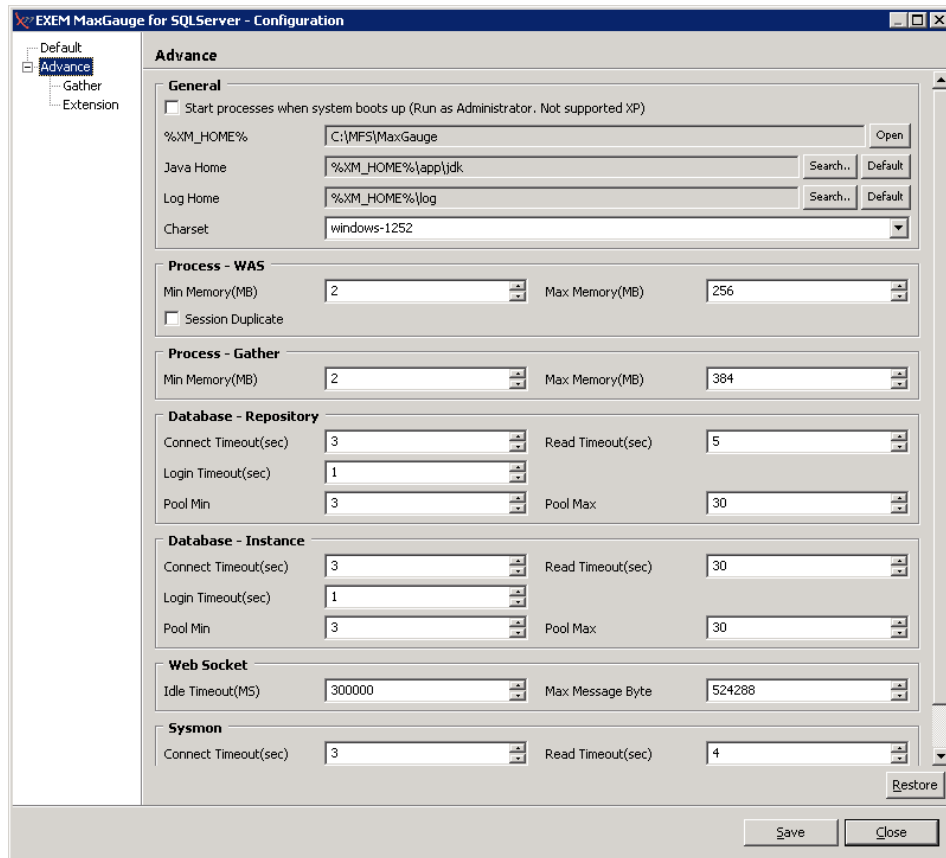 EXEM MaxGauge for SQLServer - Configuration
Default
Advance
Gather
Extension
Advance
General
Start processes when system boots up (Run as Administrator. Not supported XP)
%XM_HOME% C:\MFS\MaxGauge Open
Java Home %XM_HOME%\app\jdk Search.. Default
Log Home %XM_HOME%\log Search.. Default
Charset windows-1252
Process - WAS
Min Memory(MB) 2 Max Memory(MB) 256
Session Duplicate
Process - Gather
Min Memory(MB) 2 Max Memory(MB) 384
Database - Repository
Connect Timeout(sec) 3 Read Timeout(sec) 5
Login Timeout(sec) 1
Pool Min 3 Pool Max 30
Database - Instance
Connect Timeout(sec) 3 Read Timeout(sec) 30
Login Timeout(sec) 1
Pool Min 3 Pool Max 30
Web Socket
Idle Timeout(MS) 300000 Max Message Byte 524288
Sysmon
Connect Timeout(sec) 3 Read Timeout(sec) 4
Restore
Save Close